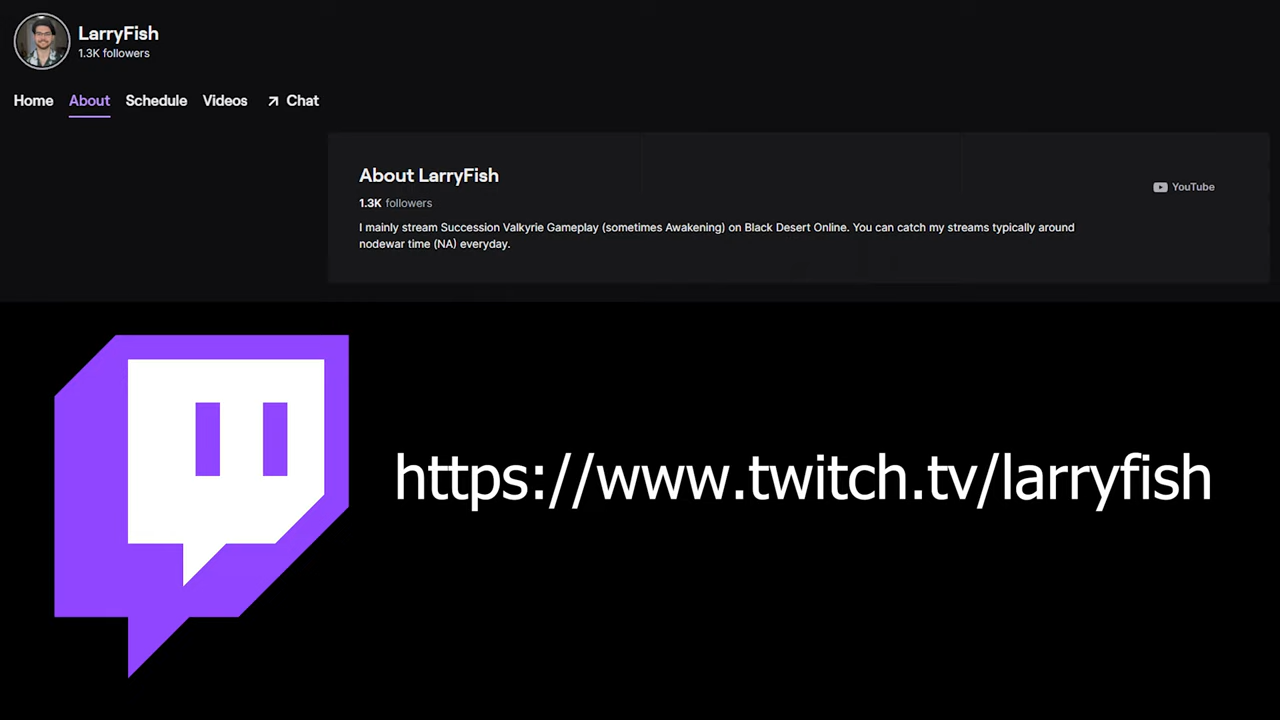 LarryFish
1.3K followers
Home About Schedule Videos Chat
About LarryFish
YouTube
1.3K followers
I mainly stream Succession Valkyrie Gameplay (sometimes Awakening) on Black Desert Online. You can catch my streams typically around
nodewar time (NA) everyday.
https://www.twitch.tv/larryfish